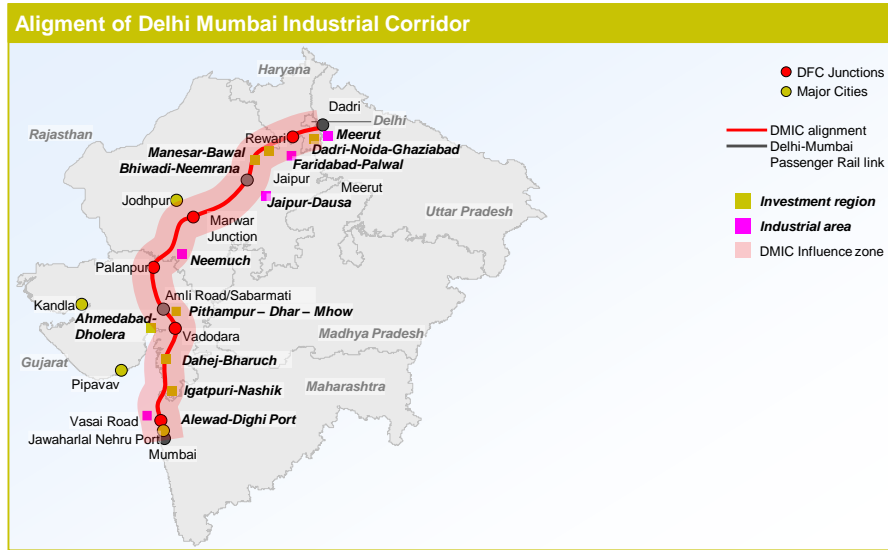 Aligment of Delhi Mumbai Industrial Corridor
Haryana
DFC Junctions
Major Cities
Dadri
Delhi
Rajasthan
Rewari
Meerut
DMIC alignment
Delhi-Mumbai
Passenger Rail link
Manesar-Bawal
Dadri-Noida-Ghaziabad
Bhiwadi-Neemrana
Faridabad-Palwal
Jaipur
Meerut
Jodhpur
Jaipur-Dausa
Investment region
Uttar Pradesh
Industrial area
Marwar
Junction
DMIC Influence zone
Neemuch
Palanpur
Amli Road/Sabarmati
Kandla
Pithampur – Dhar – Mhow
Ahmedabad-
Dholera
Vadodara
Madhya Pradesh
Gujarat
Dahej-Bharuch
Pipavav
Igatpuri-Nashik
Maharashtra
Vasai Road
Alewad-Dighi Port
Jawaharlal Nehru Port
Mumbai